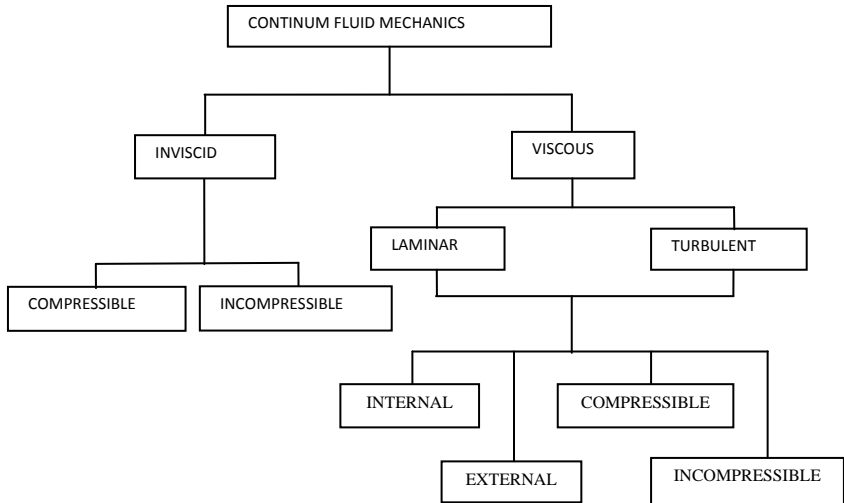 CONTINUM FLUID MECHANICS
INVISCID
VISCOUS
LAMINAR
TURBULENT
COMPRESSIBLE
INCOMPRESSIBLE
INTERNAL
COMPRESSIBLE
EXTERNAL
INCOMPRESSIBLE